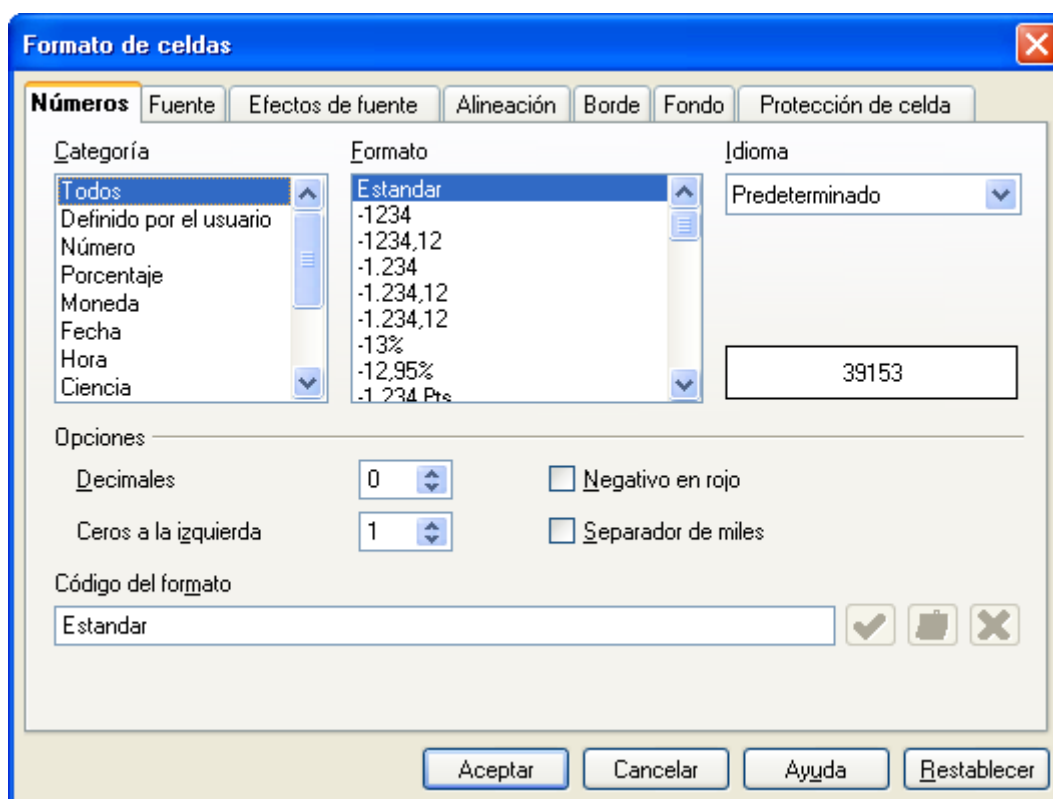 Formato de celdas
Números Fuente Efectos de fuente Alineación Borde Fondo Protección de celda
Categoría
Todos
Definido por el usuario
Número
Porcentaje
Moneda
Fecha
Hora
Ciencia
Formato
Estandar
-1234
-1234,12
-1.234
-1.234,12
-1.234,12
-13%
-12,95%
-1.234 Pts
Idioma
Predeterminado
39153
Opciones
Decimales 0
Negativo en rojo
Ceros a la izquierda 1
Separador de miles
Código del formato
Estandar
Aceptar Cancelar Ayuda Restablecer